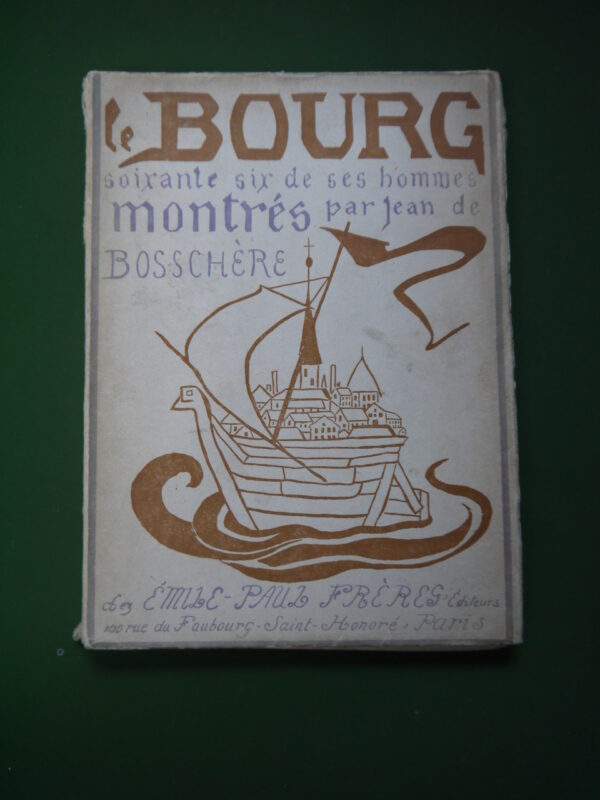 le BOURG
soixante six de ses hommes
montrés par Jean de
BOSSCHÈRE
chez ÉMILE-PAUL FRÈRES Éditeurs
100 rue du Faubourg-Saint-Honoré, Paris